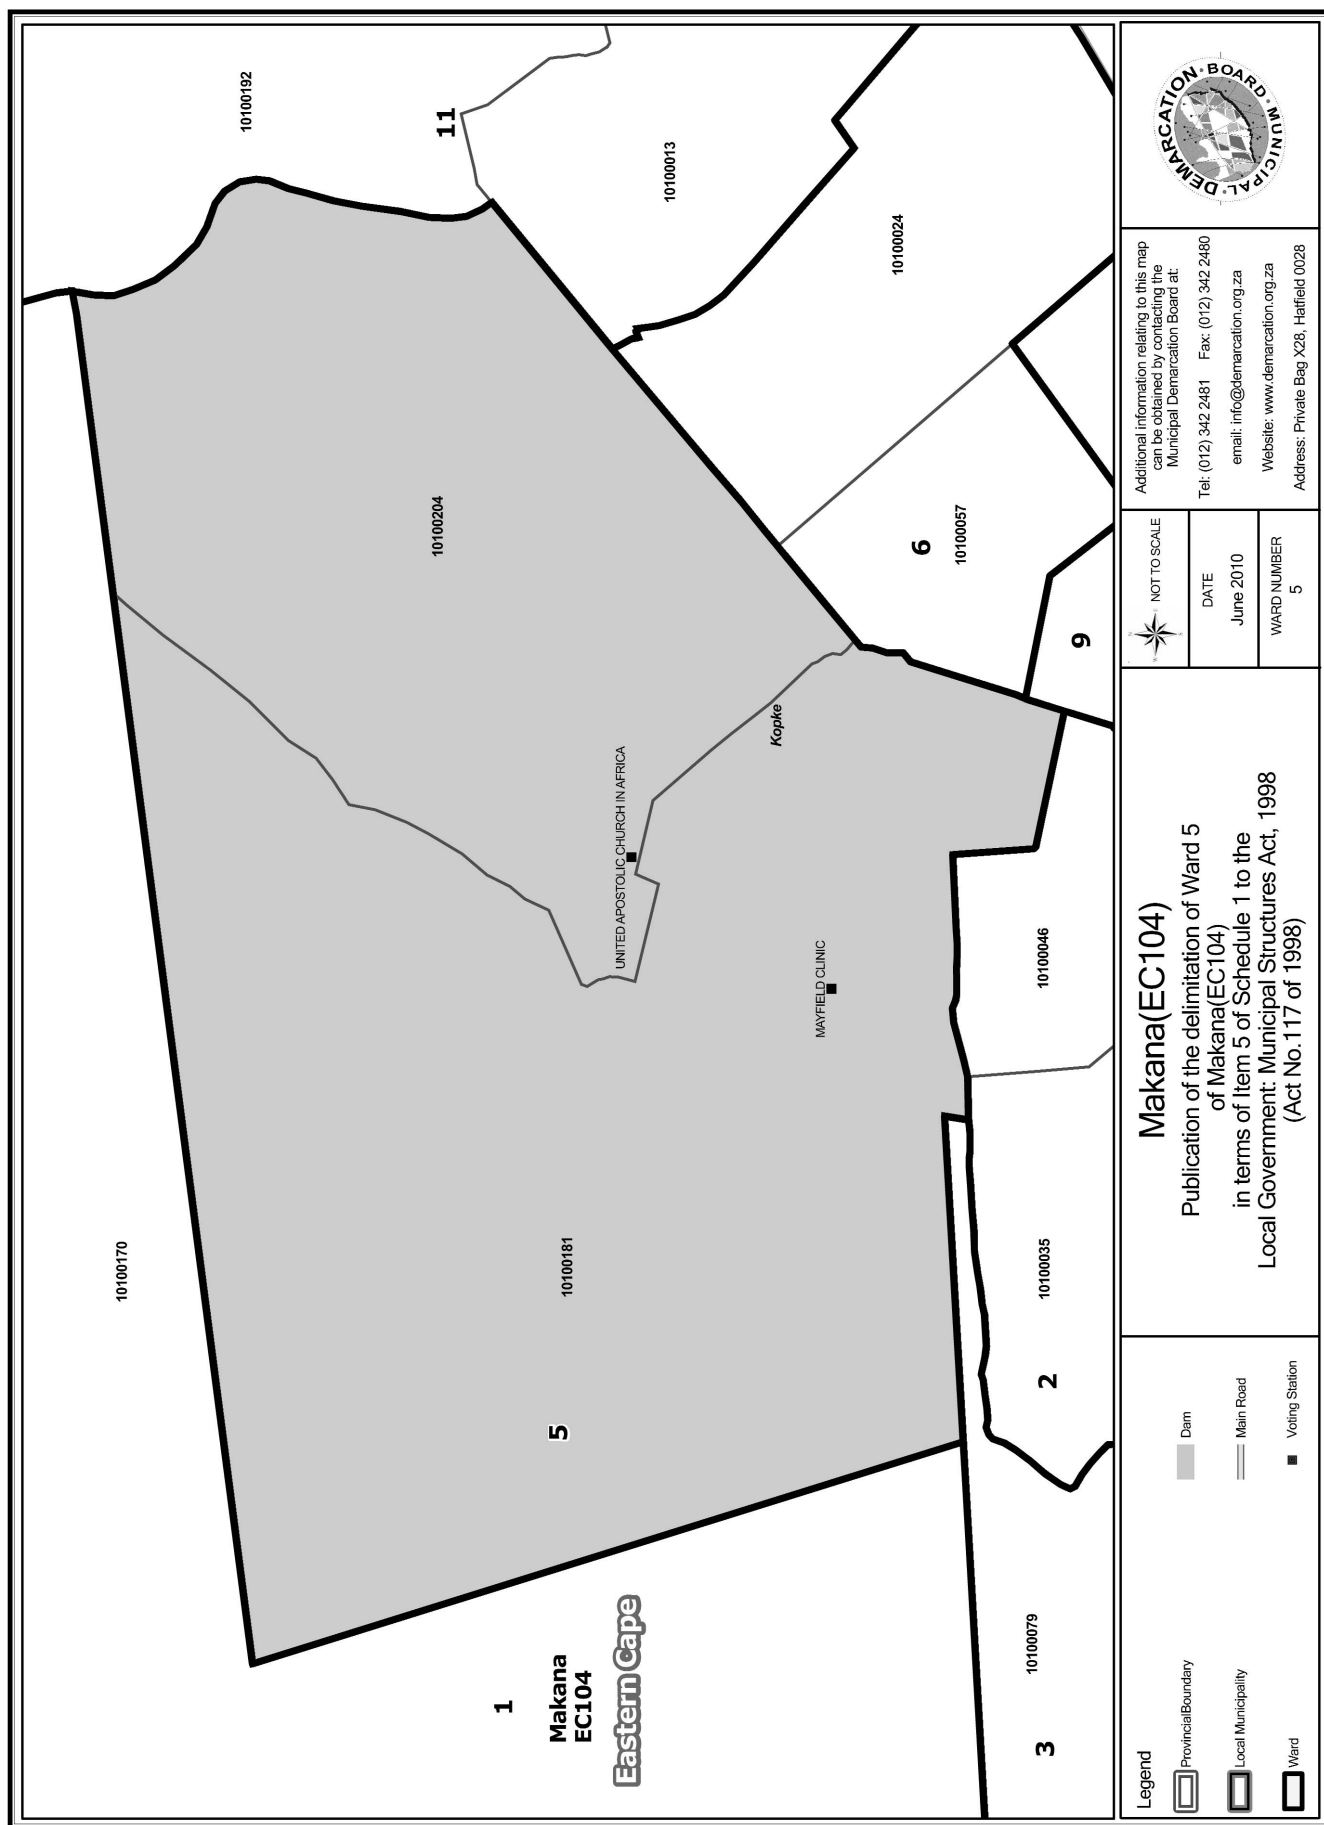 10100170
10100192
11
10100204
10100013
10100024
5
10100181
UNITED APOSTOLIC CHURCH IN AFRICA
MAYFIELD CLINIC
Kopke
6
10100057
9
1
Makana
EC104
Eastern Cape
3
10100079
2
10100035
10100046
Legend
ProvincialBoundary
Local Municipality
Ward
Dam
Main Road
Voting Station
Makana(EC104)
Publication of the delimitation of Ward 5
of Makana(EC104)
in terms of Item 5 of Schedule 1 to the
Local Government: Municipal Structures Act, 1998
(Act No.117 of 1998)
N
E
S
W
NOT TO SCALE
DATE
June 2010
WARD NUMBER
5
Additional information relating to this map
can be obtained by contacting the
Municipal Demarcation Board at:
Tel: (012) 342 2481 Fax: (012) 342 2480
email: info@demarcation.org.za
Website: www.demarcation.org.za
Address: Private Bag X28, Hatfield 0028
MUNICIPAL • DEMARCATION • BOARD •